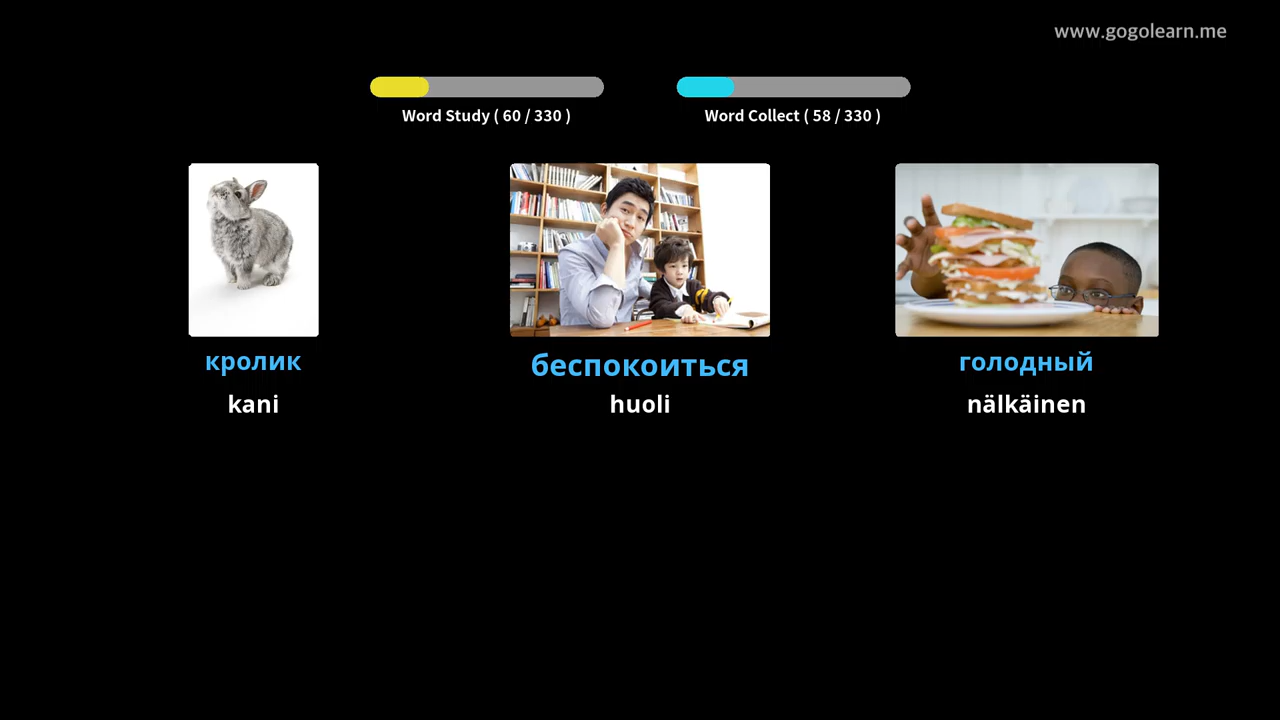 www.gogolearn.me
Word Study ( 60 / 330 )
Word Collect ( 58 / 330 )
кролик
беспокоиться
голодный
kani
huoli
nälkäinen